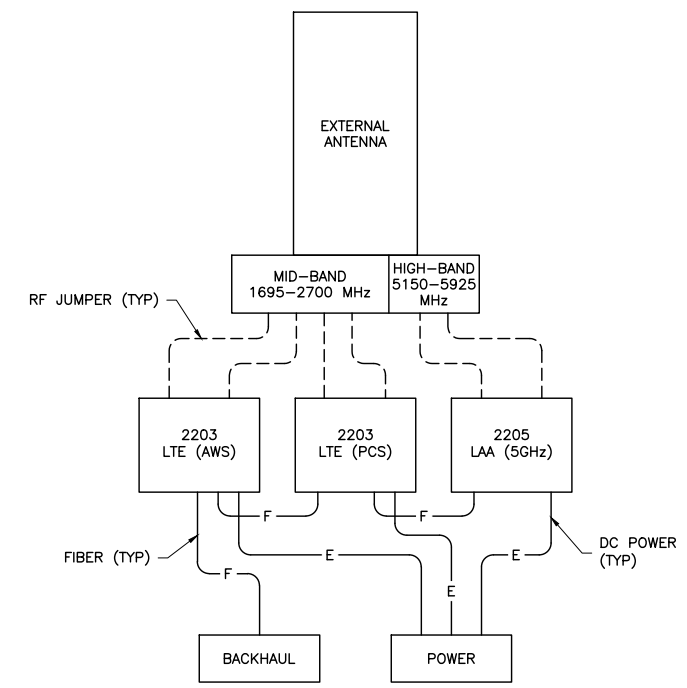 EXTERNAL
ANTENNA
MID-BAND
1695-2700 MHz
HIGH-BAND
5150-5925
MHz
RF JUMPER (TYP)
2203
LTE (AWS)
2203
LTE (PCS)
2205
LAA (5GHz)
F
F
FIBER (TYP)
E
E
DC POWER
(TYP)
F
E
BACKHAUL
POWER